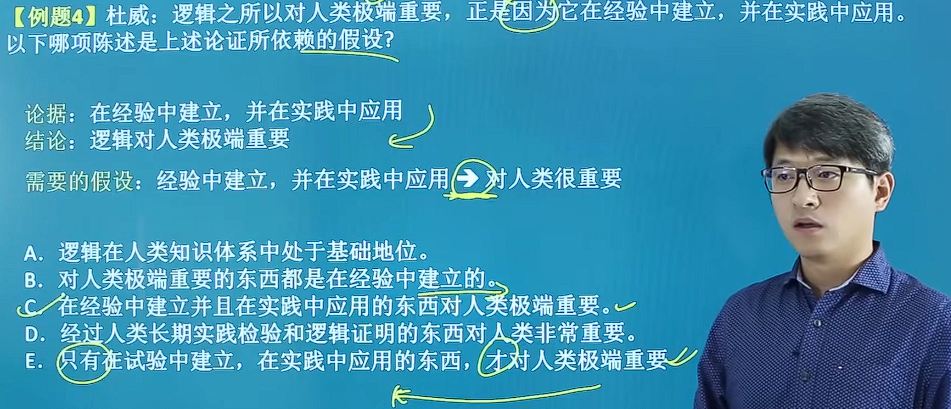 【例题4】杜威：逻辑之所以对人类极端重要，正是因为它在经验中建立，并在实践中应用。
以下哪项陈述是上述论证所依赖的假设?
论据：在经验中建立，并在实践中应用
结论：逻辑对人类极端重要
需要的假设：经验中建立，并在实践中应用→对人类很重要
A．逻辑在人类知识体系中处于基础地位。
B．对人类极端重要的东西都是在经验中建立的。
C．在经验中建立并且在实践中应用的东西对人类极端重要。
D．经过人类长期实践检验和逻辑证明的东西对人类非常重要。
E．只有在试验中建立，在实践中应用的东西，才对人类极端重要